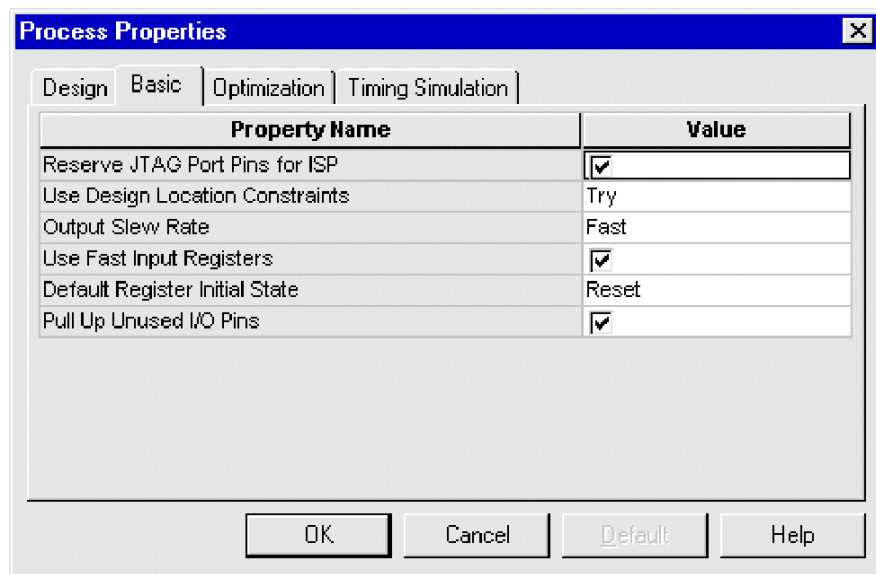 Process Properties
Design Basic Optimization Timing Simulation
Property Name Value
Reserve JTAG Port Pins for ISP
Use Design Location Constraints Try
Output Slew Rate Fast
Use Fast Input Registers
Default Register Initial State Reset
Pull Up Unused I/O Pins
OK Cancel Default Help